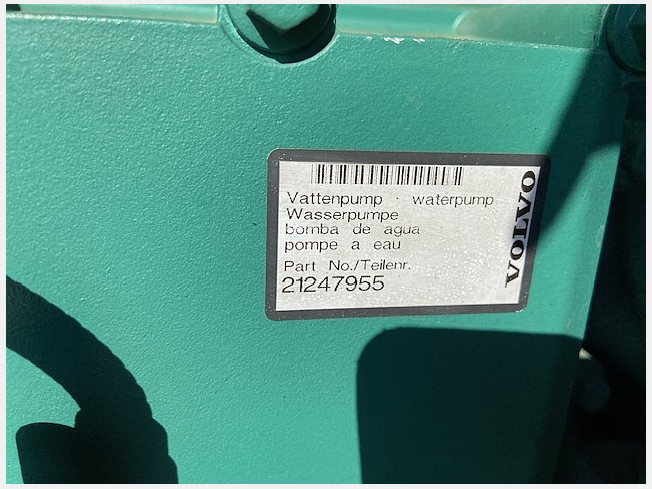 Vattenpump · waterpump
Wasserpumpe
bomba de agua
pompe a eau
Part No./Teilenr.
21247955
VOLVO